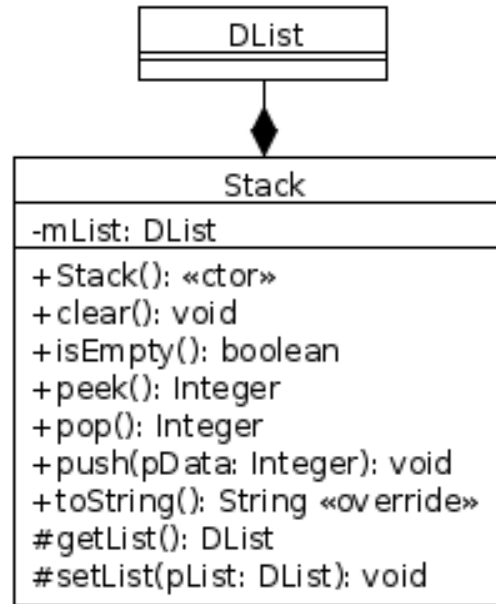 DList
Stack
-mList: DList
+Stack(): «ctor»
+clear(): void
+isEmpty(): boolean
+peek(): Integer
+pop(): Integer
+push(pData: Integer): void
+toString(): String «override»
#getList(): DList
#setList(pList: DList): void